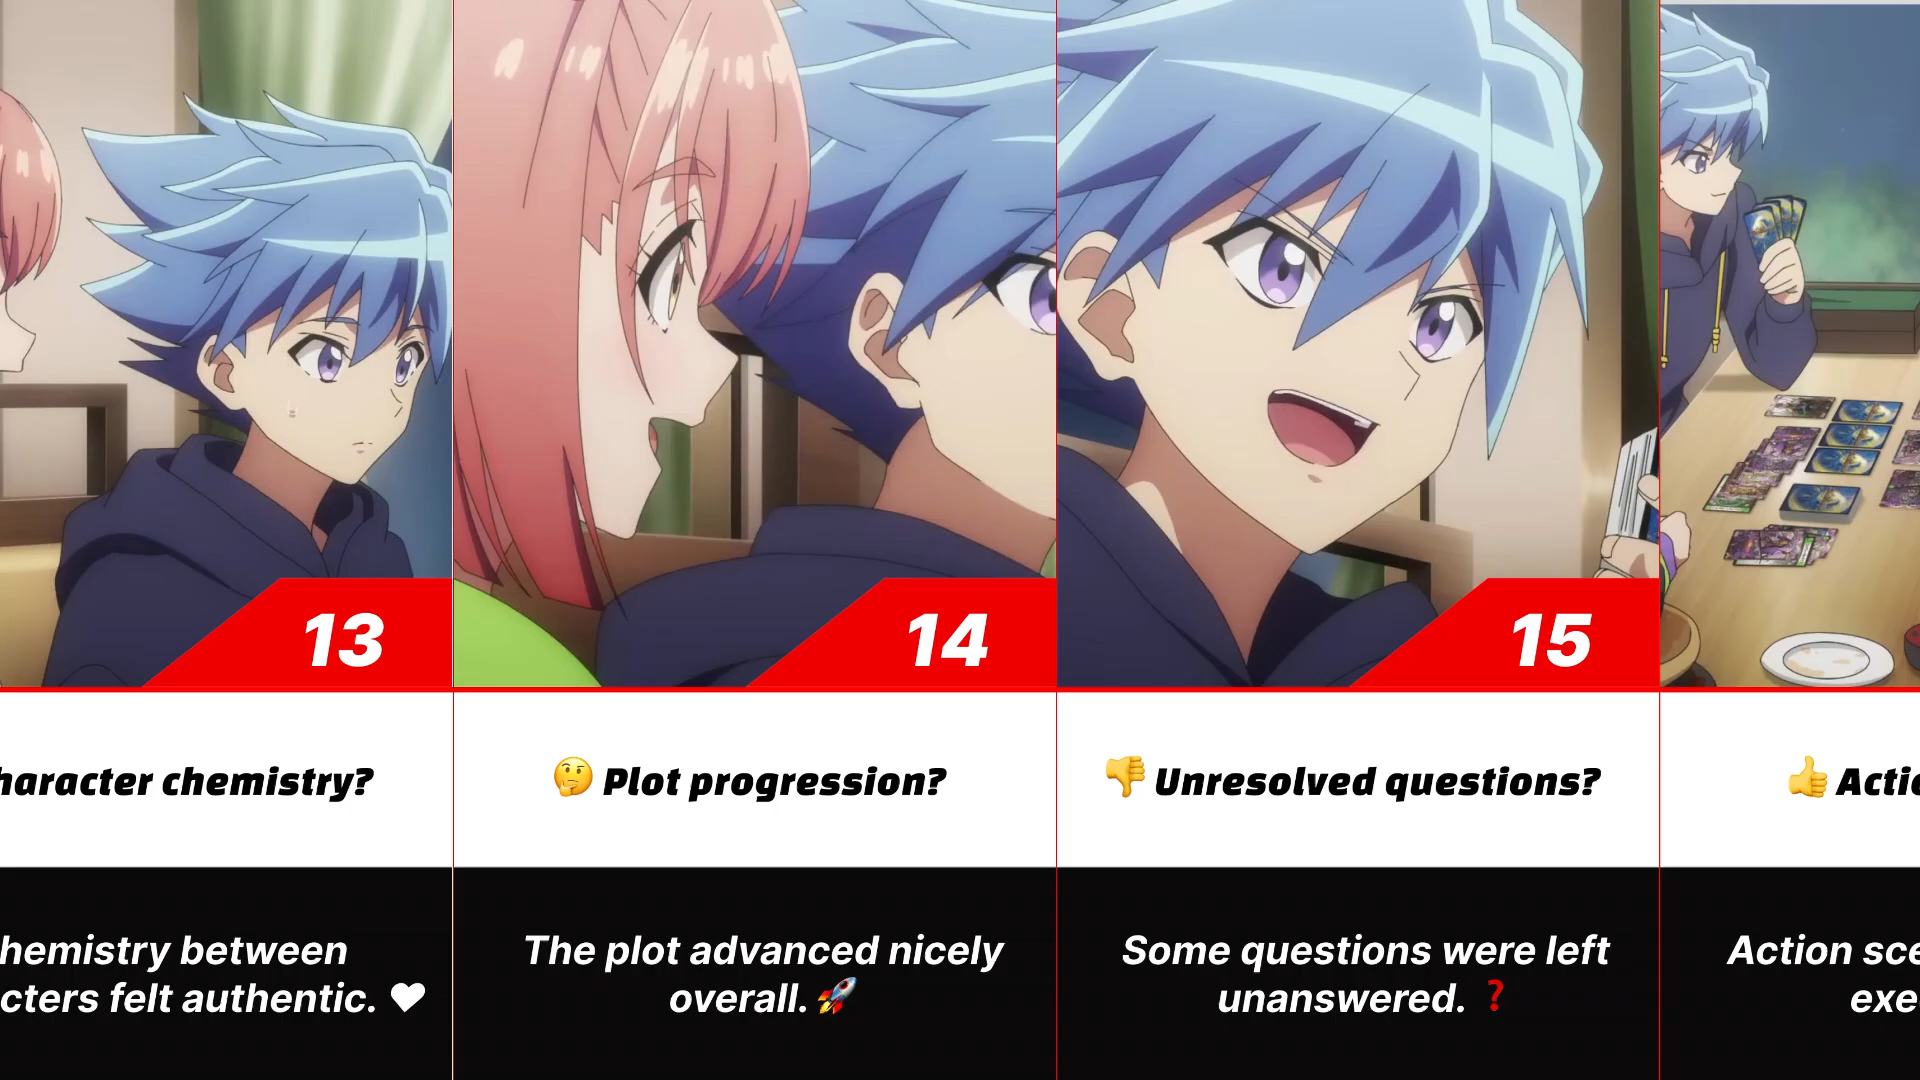 13
14
15
haracter chemistry?
🤔 Plot progression?
👎 Unresolved questions?
👍 Actio
hemistry between
cters felt authentic. 🤍
The plot advanced nicely
overall. 🚀
Some questions were left
unanswered. ❓
Action sce
exe